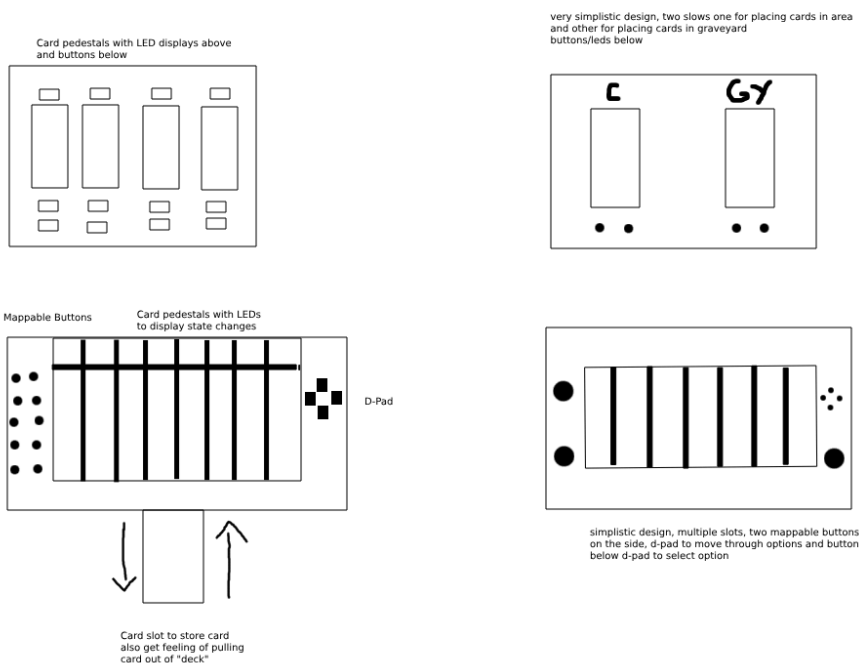 Card pedestals with LED displays above
and buttons below
very simplistic design, two slows one for placing cards in area
and other for placing cards in graveyard
buttons/leds below
C
GY
Mappable Buttons
Card pedestals with LEDs
to display state changes
D-Pad
simplistic design, multiple slots, two mappable buttons
on the side, d-pad to move through options and button
below d-pad to select option
Card slot to store card
also get feeling of pulling
card out of "deck"